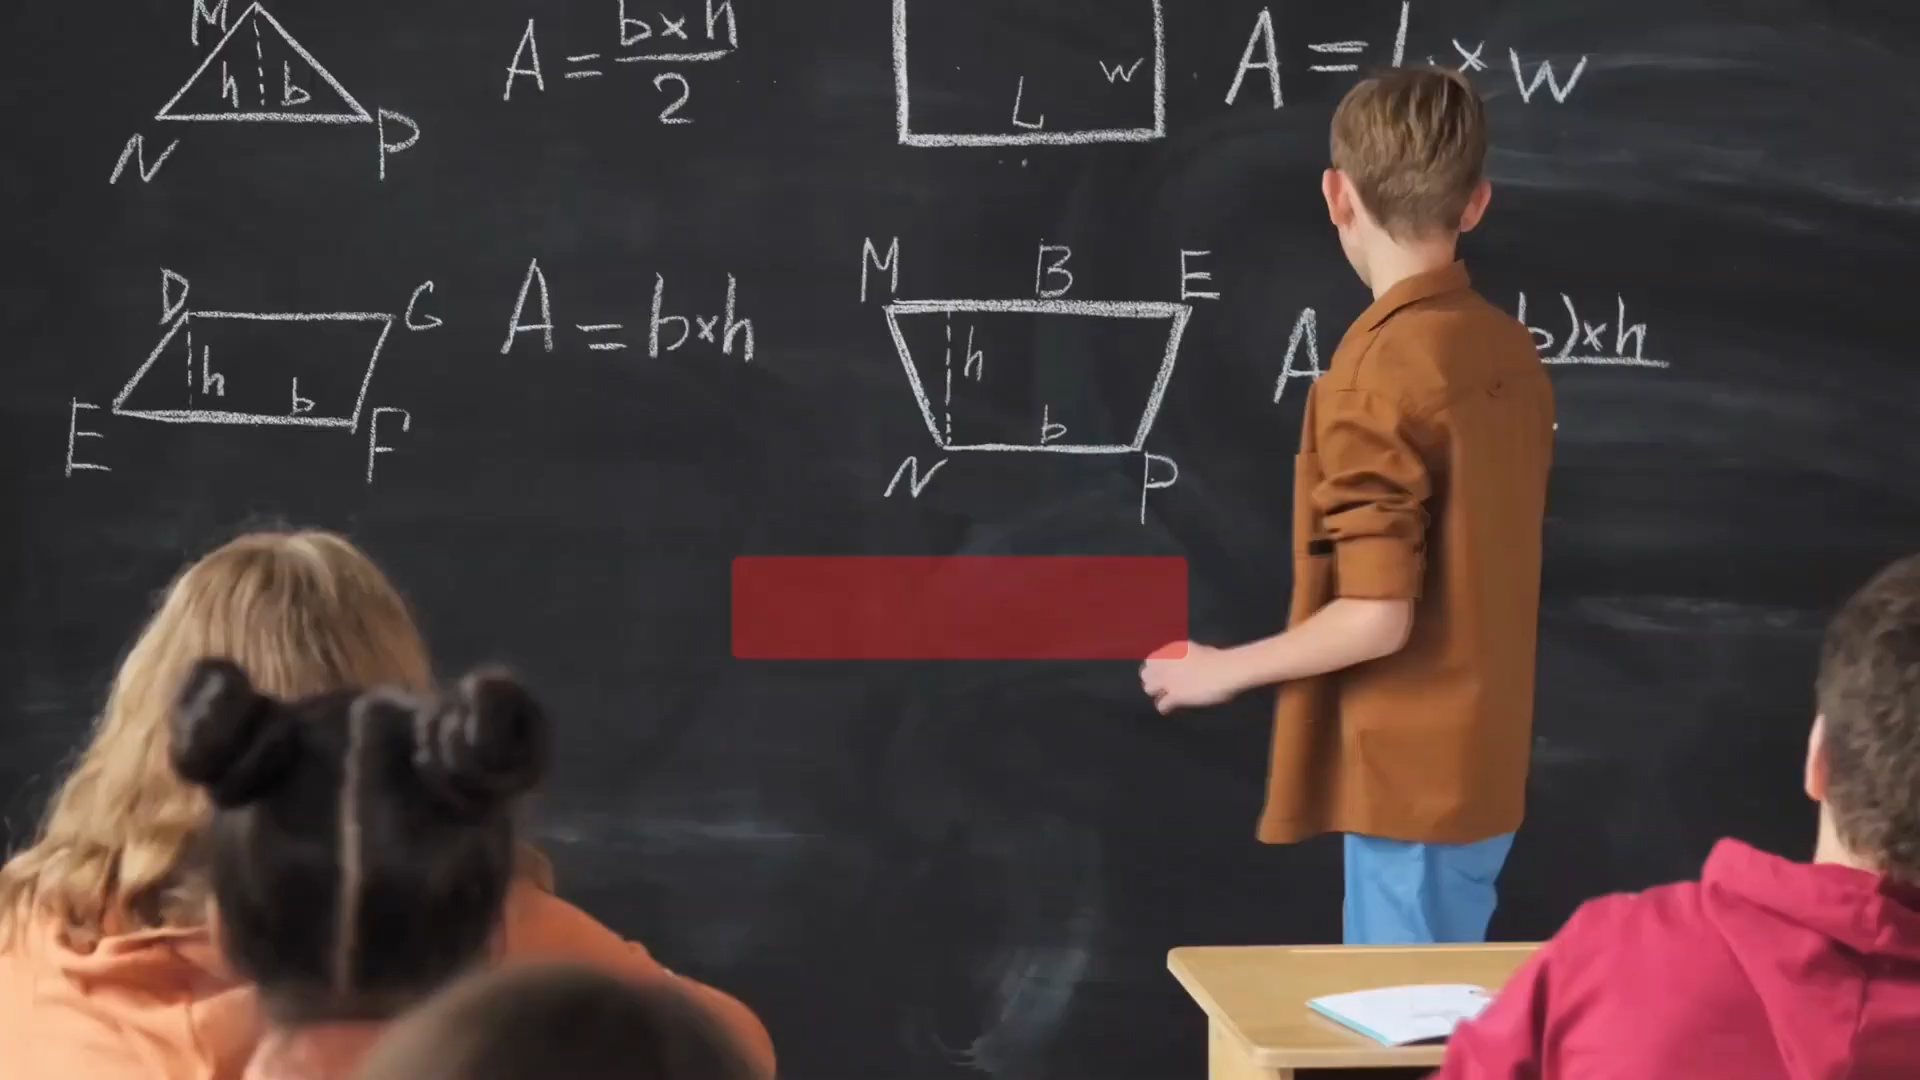 M
h b
N P
A = b×h
2
L
w
A = L × w
D G
h b
E F
A = b×h
M B E
h
b
N P
A b)×h